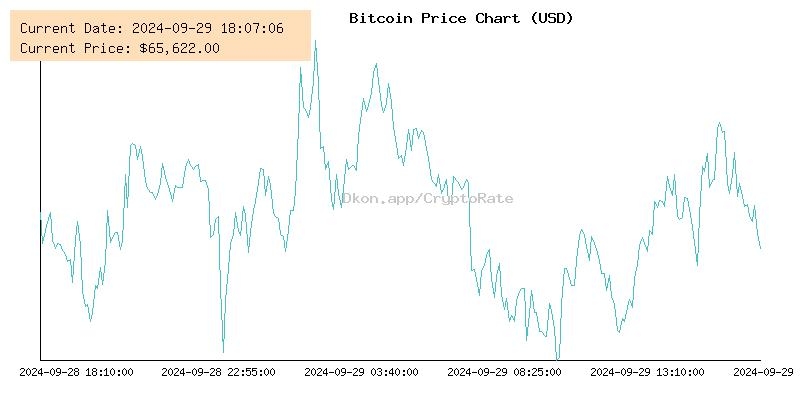 Bitcoin Price Chart (USD)
Current Date: 2024-09-29 18:07:06
Current Price: $65,622.00
Dkon.app/CryptoRate
2024-09-28 18:10:00 2024-09-28 22:55:00 2024-09-29 03:40:00 2024-09-29 08:25:00 2024-09-29 13:10:00 2024-09-29